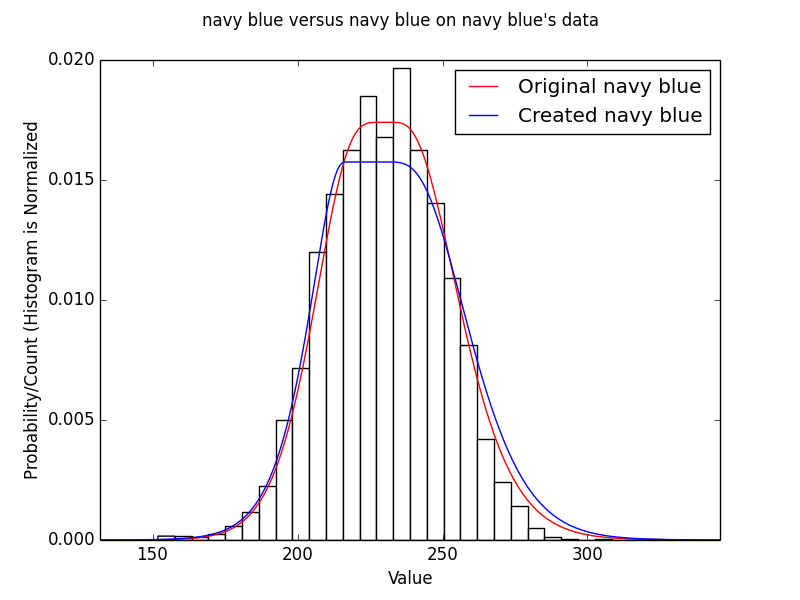 navy blue versus navy blue on navy blue's data
0.020
0.015
0.010
0.005
0.000
Probability/Count (Histogram is Normalized
Original navy blue
Created navy blue
150
200
250
300
Value